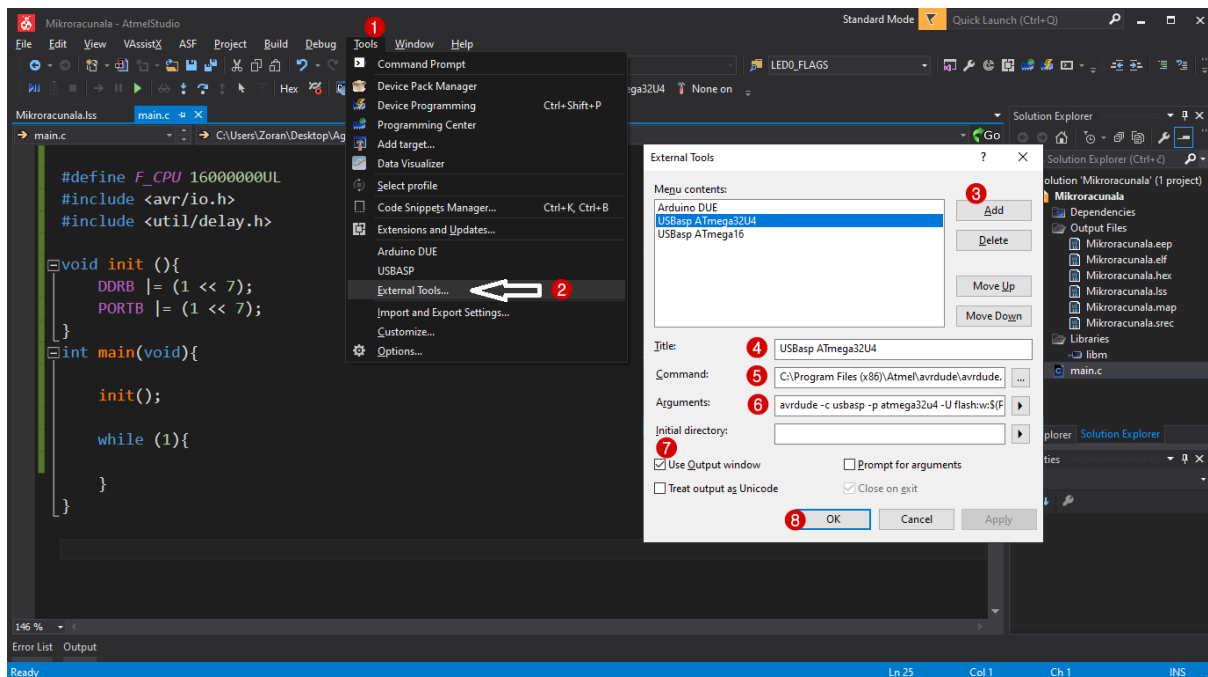 Mikroracunala - AtmelStudio
Standard Mode
Quick Launch (Ctrl+Q)
1
File Edit View VAssistX ASF Project Build Debug Tools Window Help
LED0_FLAGS
Hex
ega32U4 None on
Mikroracunala.lss main.c
main.c
C:\Users\Zoran\Desktop\Ag
Go
#define F_CPU 16000000UL
#include <avr/io.h>
#include <util/delay.h>
void init (){
DDRB |= (1 << 7);
PORTB |= (1 << 7);
}
int main(void){
init();
while (1){
}
}
146 %
Error List Output
Ready
Ln 25 Col 1 Ch 1 INS
Command Prompt
Device Pack Manager
Device Programming Ctrl+Shift+P
Programming Center
Add target...
Data Visualizer
Select profile
Code Snippets Manager... Ctrl+K, Ctrl+B
Extensions and Updates...
Arduino DUE
USBASP
External Tools... 2
Import and Export Settings...
Customize...
Options...
External Tools ?
Menu contents:
Arduino DUE
USBasp ATmega32U4
USBasp ATmega16
3
Add
Delete
Move Up
Move Down
Title: 4 USBasp ATmega32U4
Command: 5 C:\Program Files (x86)\Atmel\avrdude\avrdude. ...
Arguments: 6 avrdude -c usbasp -p atmega32u4 -U flash:w:$(P
Initial directory:
7
Use Output window
Prompt for arguments
Treat output as Unicode
Close on exit
8 OK Cancel Apply
Solution Explorer
Solution Explorer (Ctrl+č)
olution 'Mikroracunala' (1 project)
Mikroracunala
Dependencies
Output Files
Mikroracunala.eep
Mikroracunala.elf
Mikroracunala.hex
Mikroracunala.lss
Mikroracunala.map
Mikroracunala.srec
Libraries
libm
main.c
xplorer Solution Explorer
ties